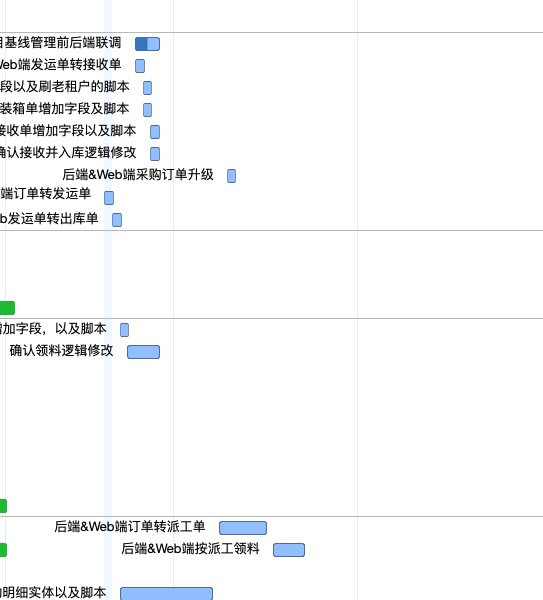 基线管理前后端联调
Web端发运单转接收单
段以及刷老租户的脚本
装箱单增加字段及脚本
接收单增加字段以及脚本
确认接收并入库逻辑修改
后端&Web端采购订单升级
端订单转发运单
b发运单转出库单
增加字段，以及脚本
确认领料逻辑修改
后端&Web端订单转派工单
后端&Web端按派工领料
明细实体以及脚本